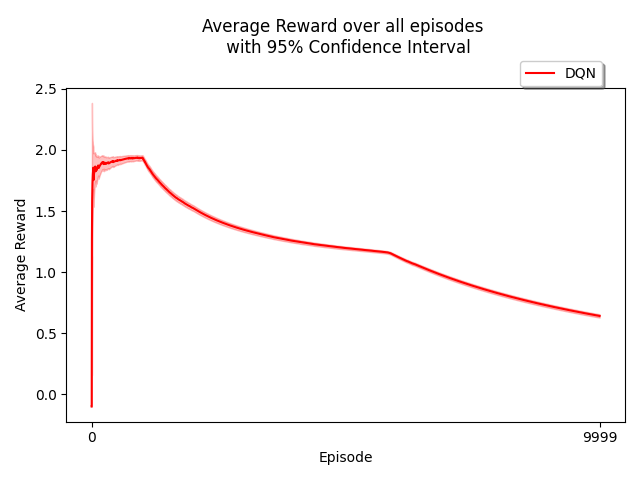 Average Reward over all episodes
with 95% Confidence Interval
DQN
2.5
2.0
1.5
1.0
0.5
0.0
Average Reward
0
9999
Episode